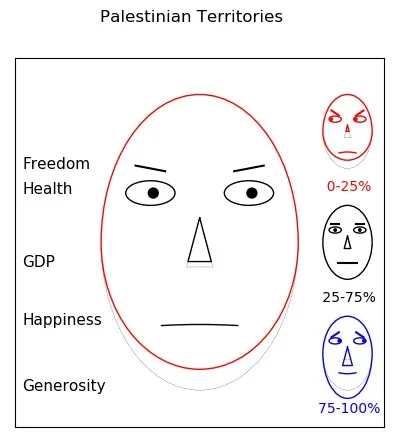 Palestinian Territories
Freedom
Health
GDP
Happiness
Generosity
0-25%
25-75%
75-100%